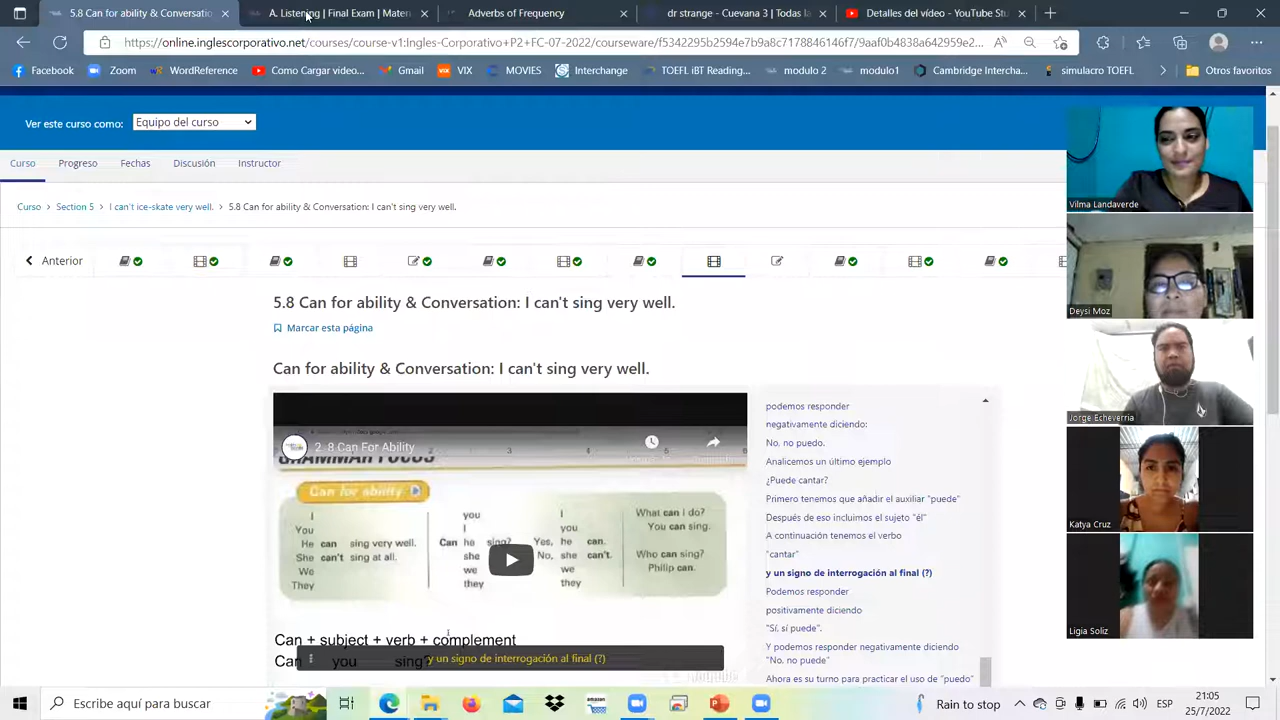 5.8 Can for ability & Conversatio
A. Listening | Final Exam | Mater
Adverbs of Frequency
dr strange - Cuevana 3 | Todas l
Detalles del vídeo - YouTube Stu
https://online.inglescorporativo.net/courses/course-v1:Ingles-Corporativo+P2+FC-07-2022/courseware/f5342295b2594e7b9a8c7178846146f7/9aaf0b4838a642959e2...
Facebook
Zoom
WordReference
Como Cargar vídeo...
Gmail
VIX
MOVIES
Interchange
TOEFL iBT Reading...
modulo 2
modulo1
Cambridge Intercha...
simulacro TOEFL
Otros favoritos
Ver este curso como:
Equipo del curso
Curso
Progreso
Fechas
Discusión
Instructor
Curso > Section 5 > I can't ice-skate very well. > 5.8 Can for ability & Conversation: I can't sing very well.
Anterior
5.8 Can for ability & Conversation: I can't sing very well.
Marcar esta página
Can for ability & Conversation: I can't sing very well.
2. 8 Can For Ability
GRAMMAR FOCUS
Can for ability
I
You
He can sing very well.
She can't sing at all.
We
They
you
I
Can he sing?
she
we
they
I
you
Yes, he can.
No, she can't.
we
they
What can I do?
You can sing.
Who can sing?
Philip can.
Can + subject + verb + complement
Can you sing?
y un signo de interrogación al final (?)
YouTube
podemos responder
negativamente diciendo:
No, no puedo.
Analicemos un último ejemplo
¿Puede cantar?
Primero tenemos que añadir el auxiliar "puede"
Después de eso incluimos el sujeto "él"
A continuación tenemos el verbo
"cantar"
y un signo de interrogación al final (?)
Podemos responder
positivamente diciendo
"Sí, sí puede".
Y podemos responder negativamente diciendo
"No, no puede"
Ahora es su turno para practicar el uso de "puedo"
Vilma Landaverde
Deysi Moz
Jorge Echeverria
Katya Cruz
Ligia Soliz
Escribe aquí para buscar
Rain to stop
ESP
21:05
25/7/2022